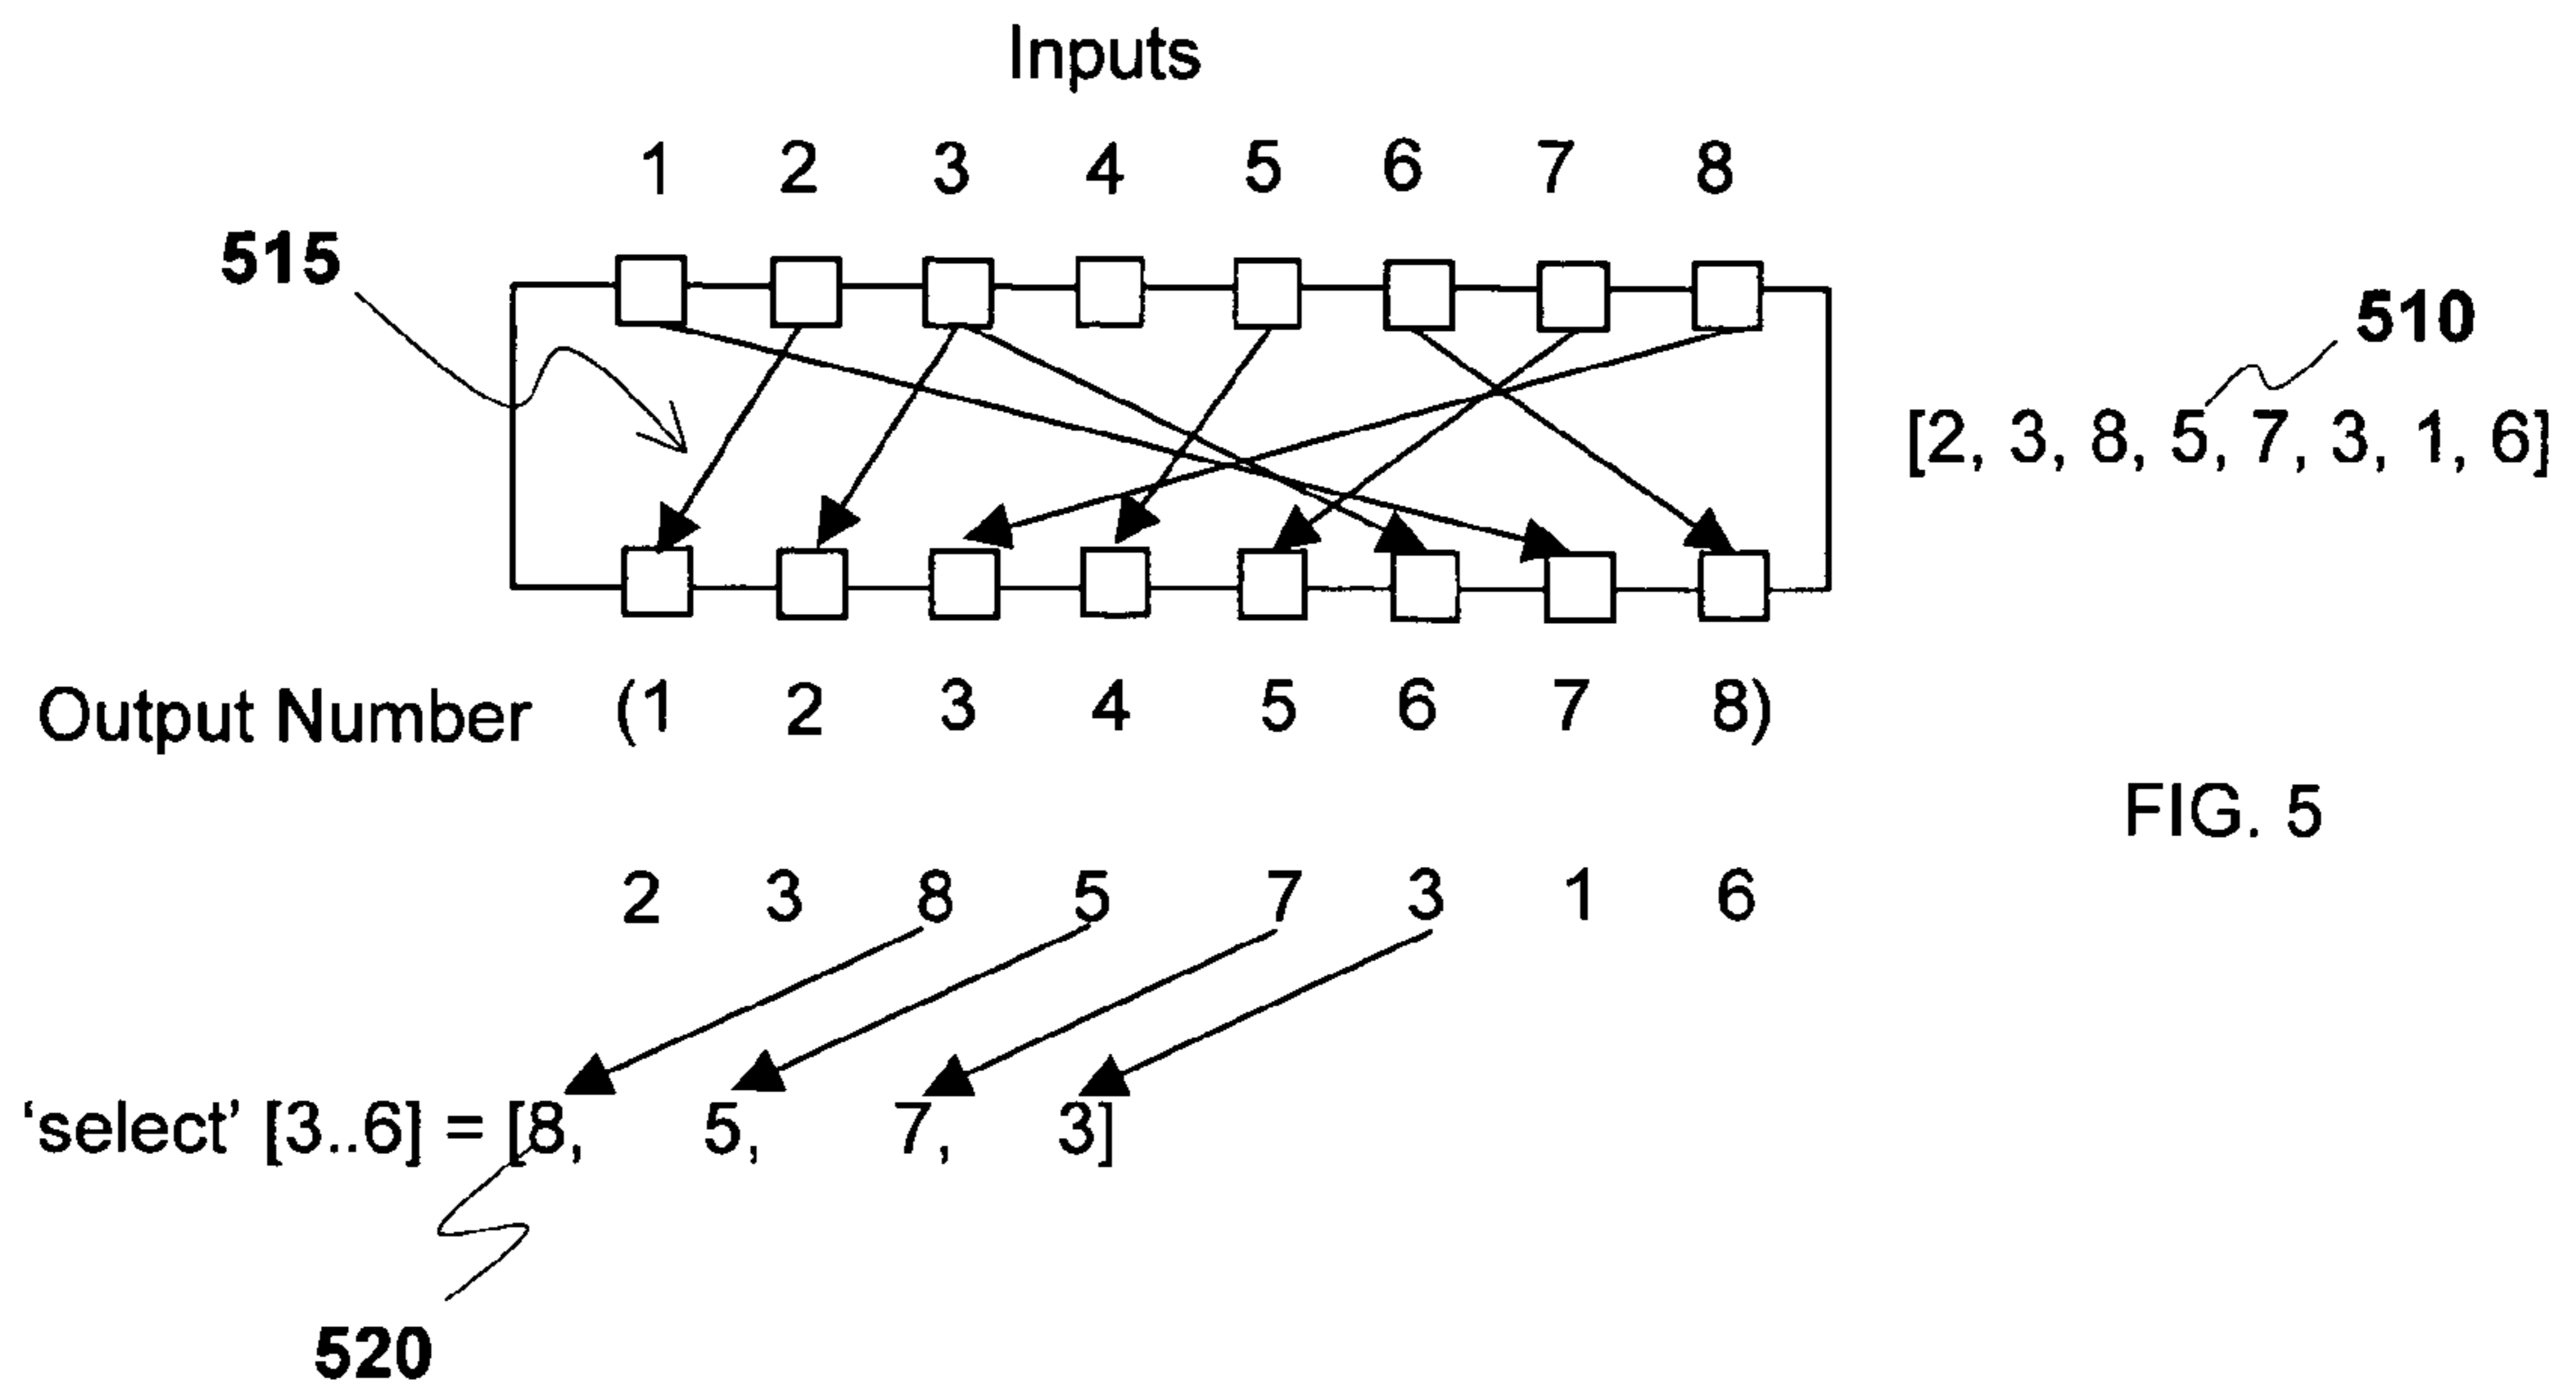 Inputs
1 2 3 4 5 6 7 8
515
510
[2, 3, 8, 5, 7, 3, 1, 6]
Output Number (1 2 3 4 5 6 7 8)
FIG. 5
2 3 8 5 7 3 1 6
‘select’ [3..6] = [8, 5, 7, 3]
520